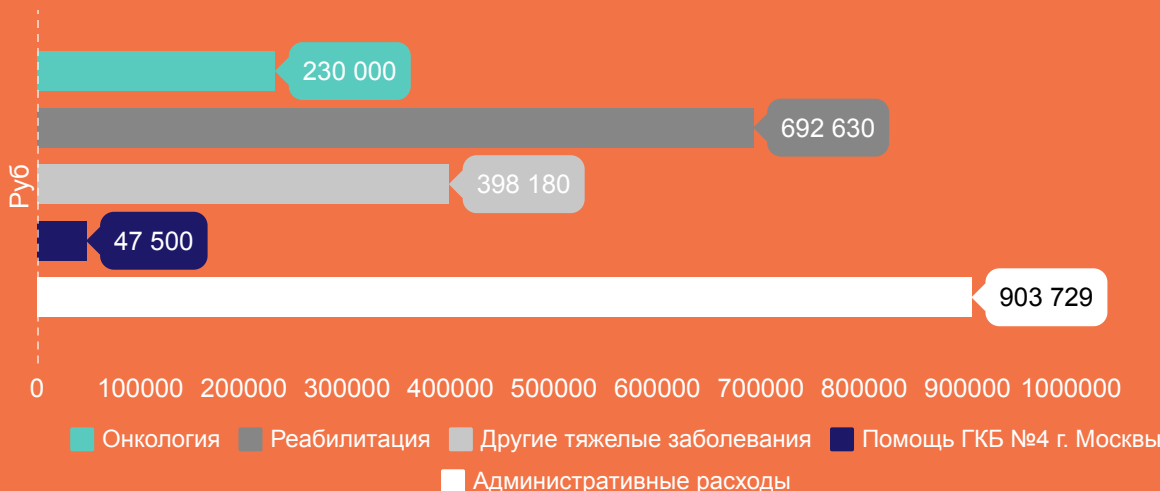 230 000
692 630
Руб
398 180
47 500
903 729
0 100000 200000 300000 400000 500000 600000 700000 800000 900000 1000000
Онкология Реабилитация Другие тяжелые заболевания Помощь ГКБ №4 г. Москвы
Административные расходы